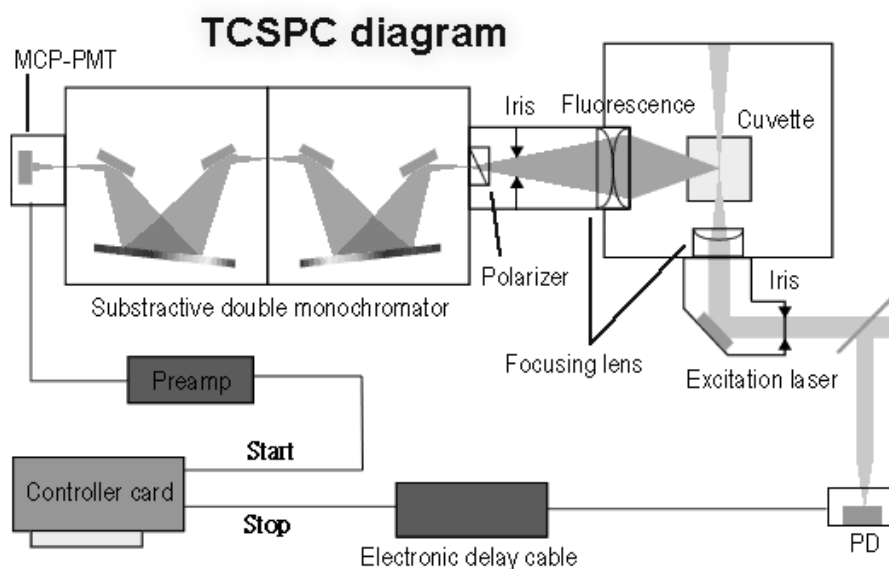 TCSPC diagram
MCP-PMT
Iris
Fluorescence
Cuvette
Polarizer
Substractive double monochromator
Iris
Focusing lens
Excitation laser
Preamp
Start
Controller card
Stop
Electronic delay cable
PD